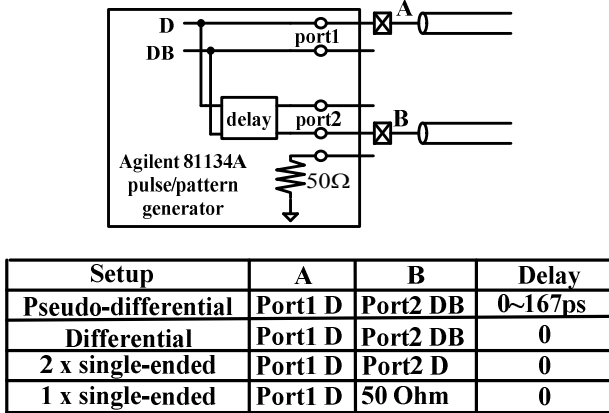 A
D
port1
DB
delay
port2
B
Agilent 81134A
pulse/pattern
generator
50Ω
Setup A B Delay
Pseudo-differential Port1 D Port2 DB 0~167ps
Differential Port1 D Port2 DB 0
2 x single-ended Port1 D Port2 D 0
1 x single-ended Port1 D 50 Ohm 0